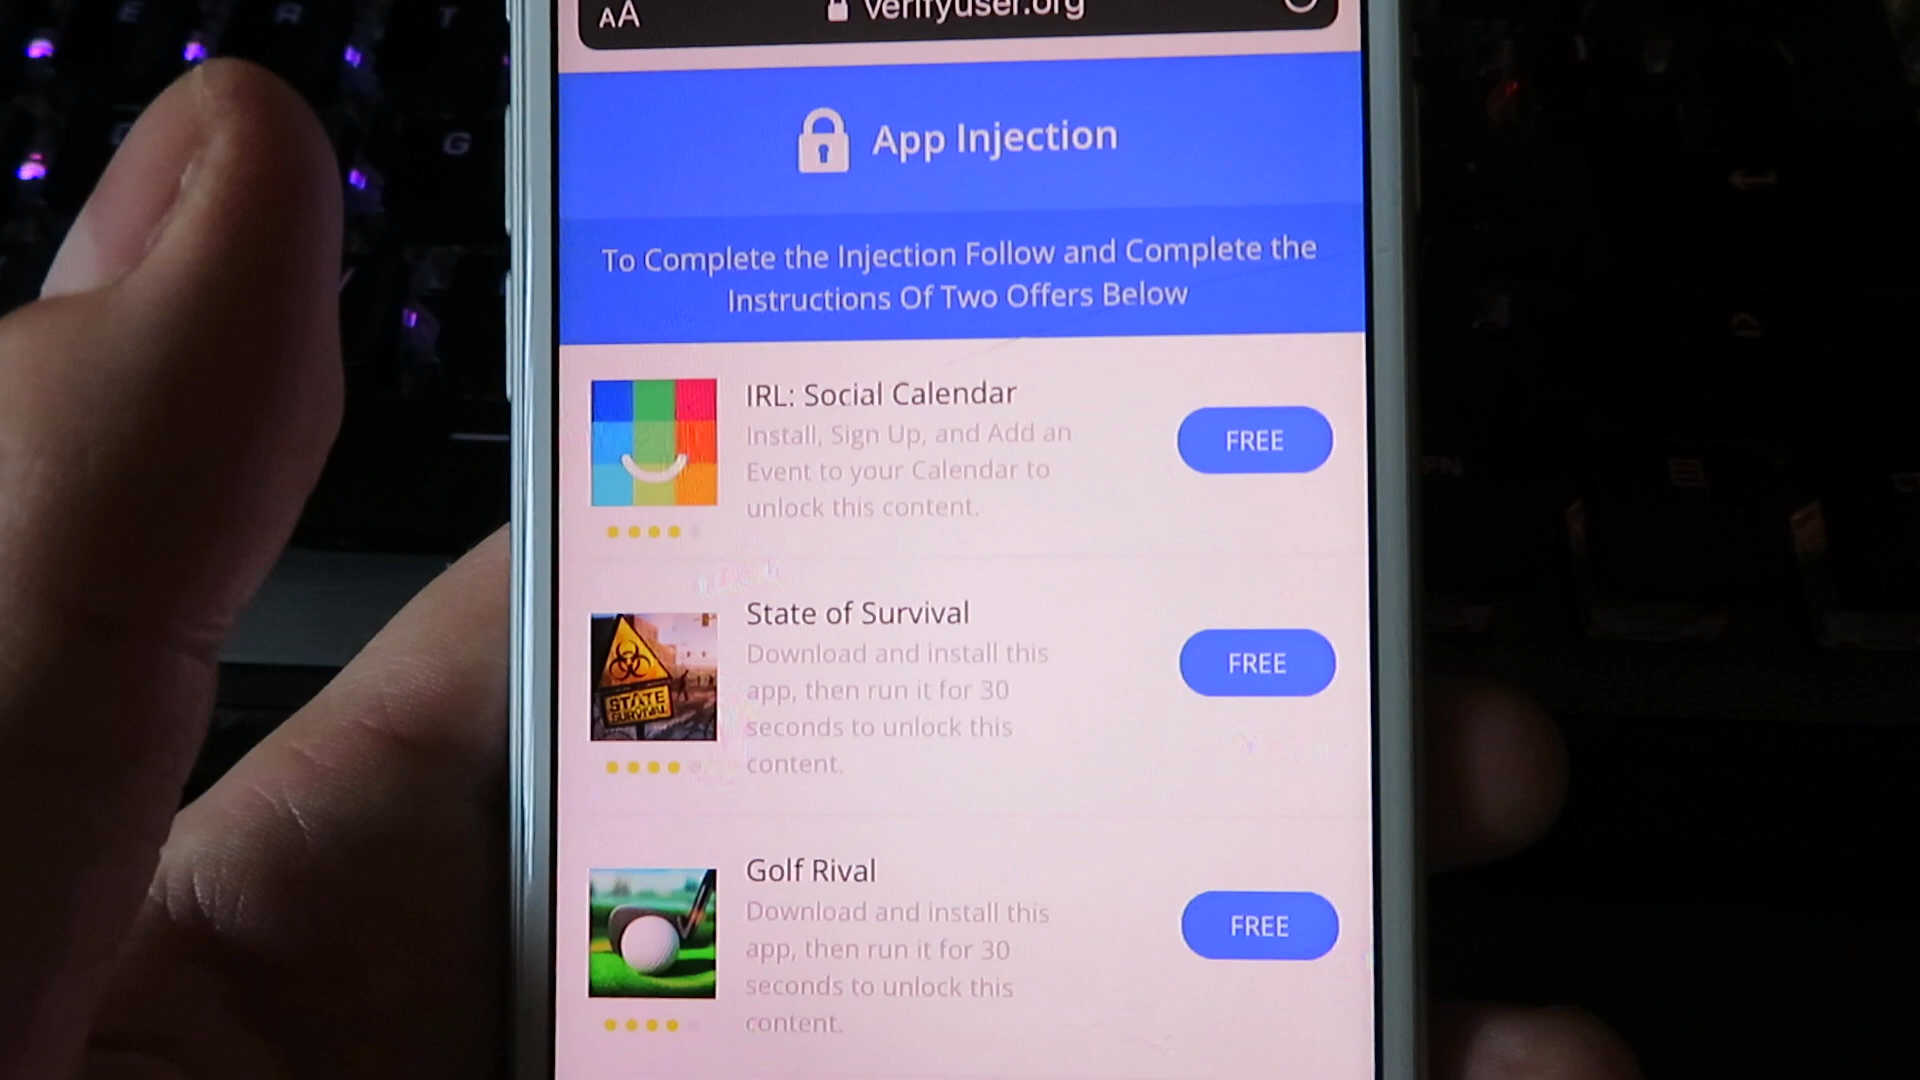 AA verifyuser.org
App Injection
To Complete the Injection Follow and Complete the
Instructions Of Two Offers Below
IRL: Social Calendar
Install, Sign Up, and Add an
Event to your Calendar to
unlock this content.
FREE
State of Survival
Download and install this
app, then run it for 30
seconds to unlock this
content.
FREE
STATE
SURVIVAL
Golf Rival
Download and install this
app, then run it for 30
seconds to unlock this
content.
FREE
E R T
G
FN